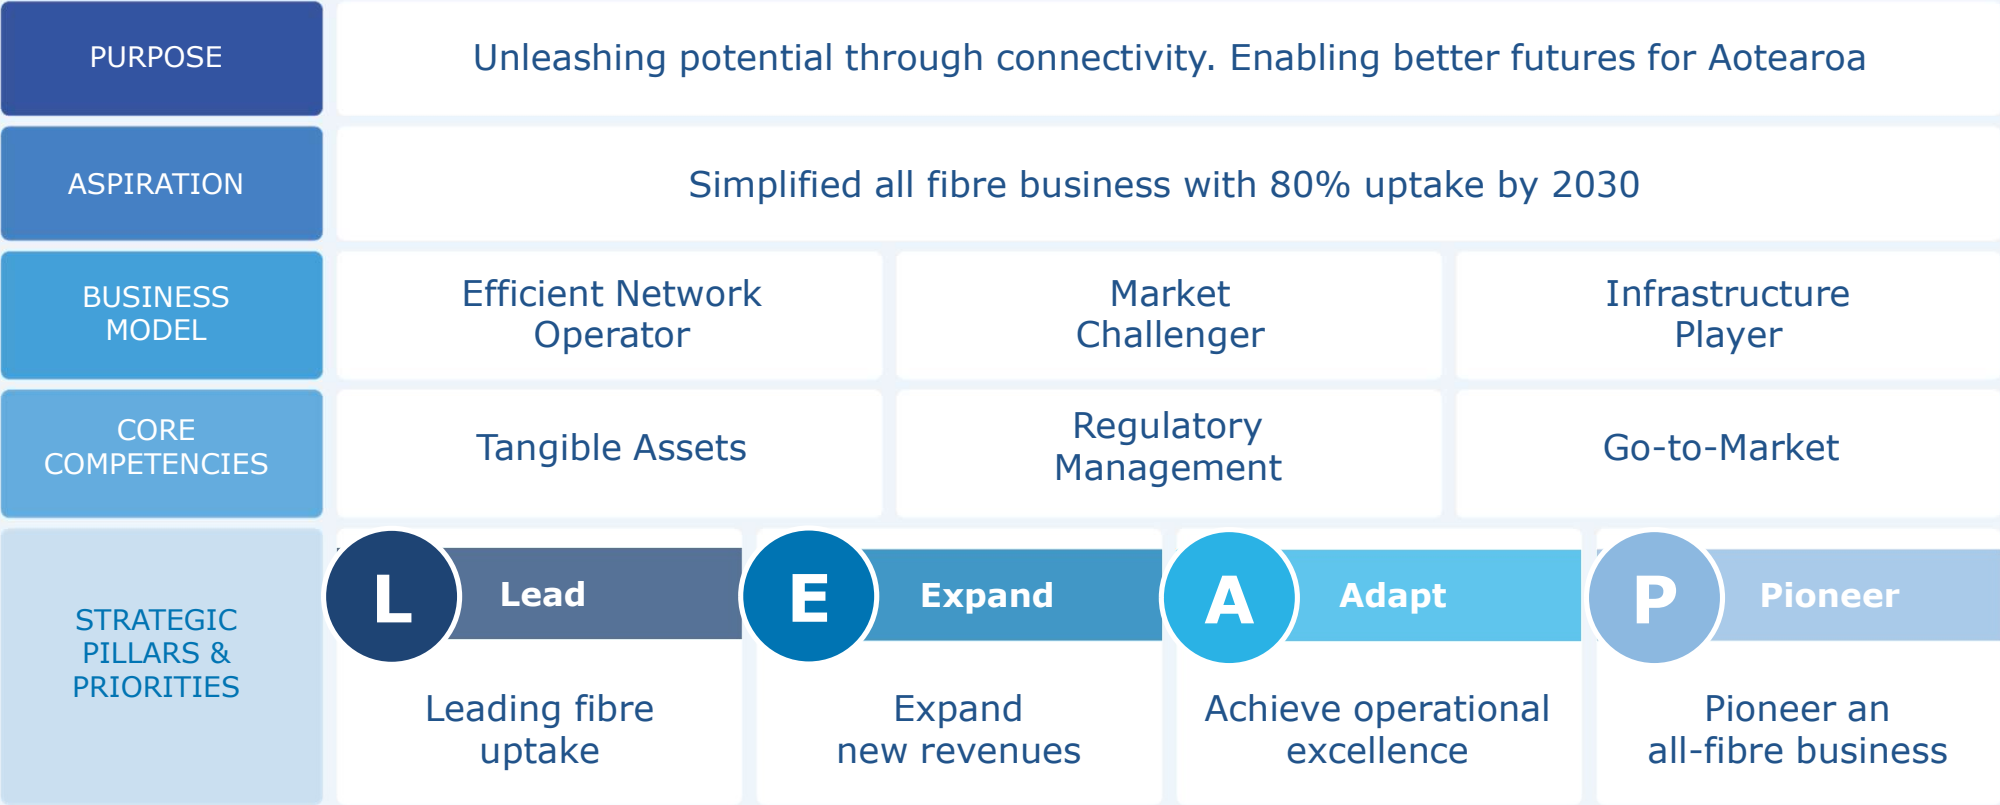 PURPOSE
Unleashing potential through connectivity. Enabling better futures for Aotearoa
ASPIRATION
Simplified all fibre business with 80% uptake by 2030
BUSINESS
MODEL
Efficient Network
Operator
Market
Challenger
Infrastructure
Player
CORE
COMPETENCIES
Tangible Assets
Regulatory
Management
Go-to-Market
STRATEGIC
PILLARS &
PRIORITIES
L
Lead
Leading fibre
uptake
E
Expand
Expand
new revenues
A
Adapt
Achieve operational
excellence
P
Pioneer
Pioneer an
all-fibre business